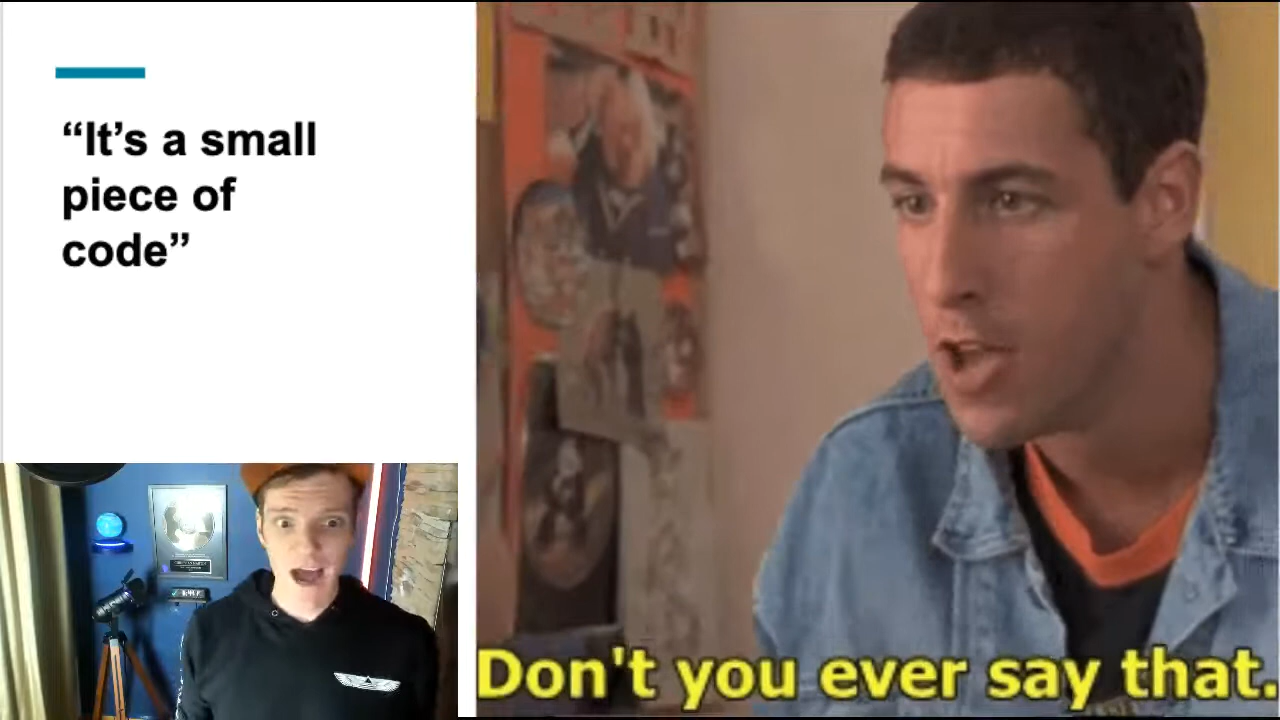 “It’s a small
piece of
code”
Don't you ever say that.